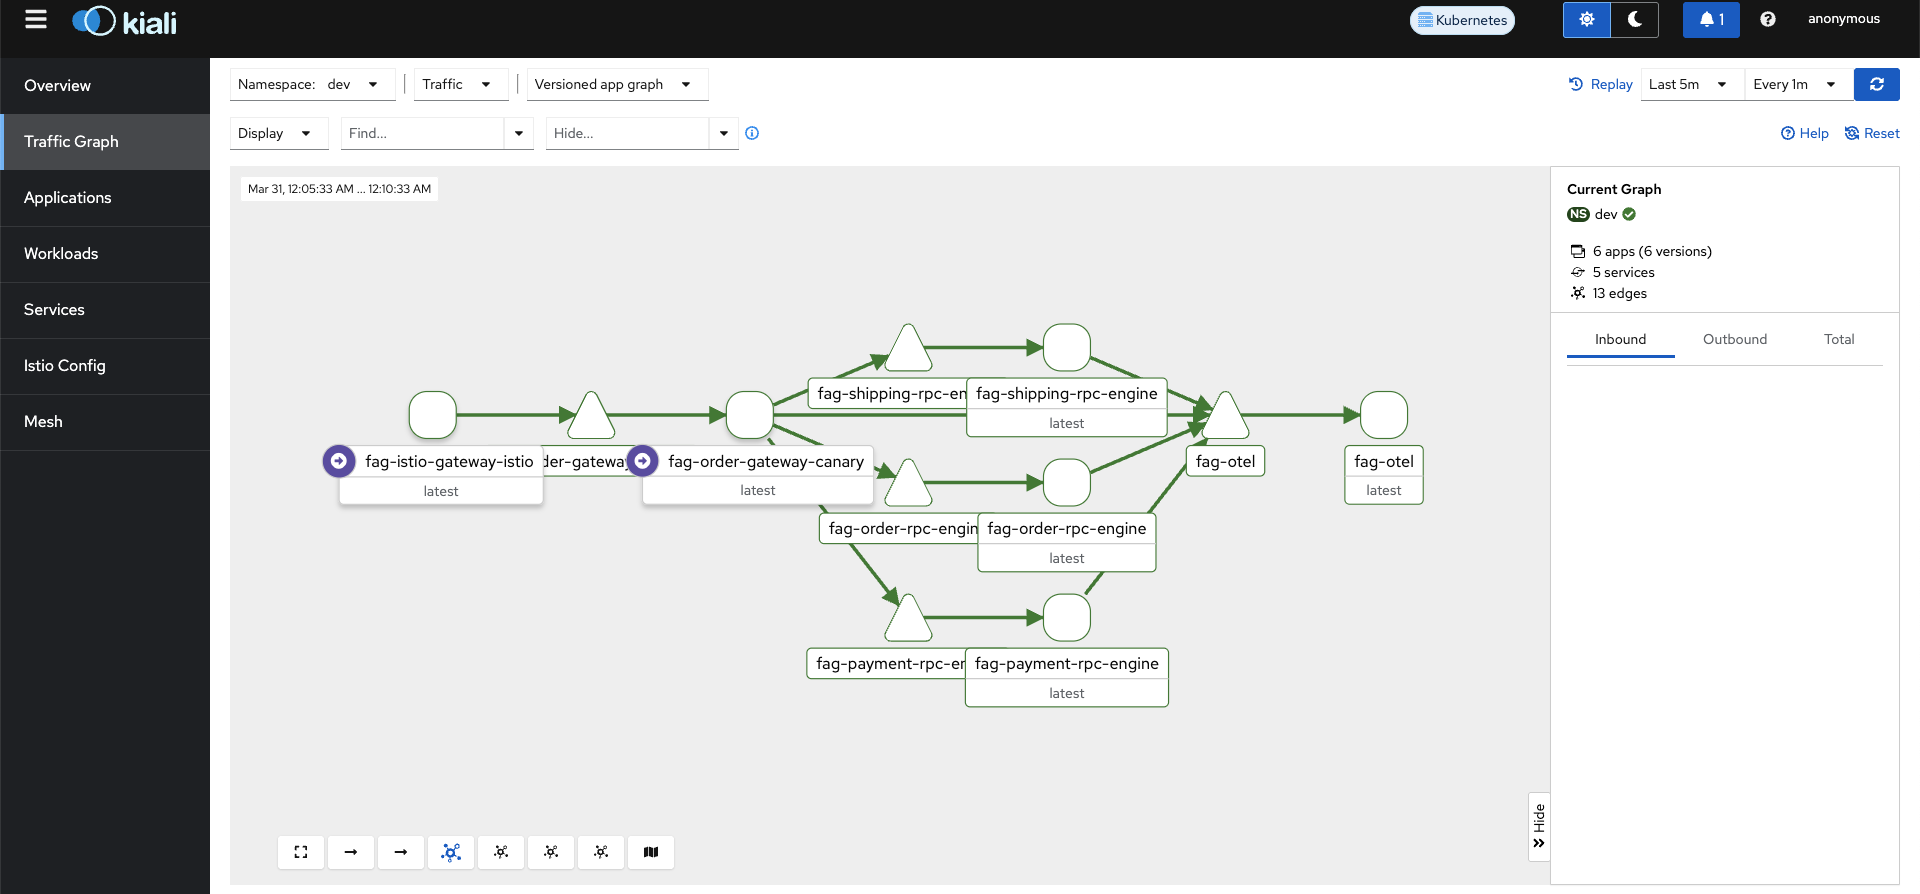 kiali
Kubernetes
1
anonymous
Overview
Traffic Graph
Applications
Workloads
Services
Istio Config
Mesh
Namespace: dev
Traffic
Versioned app graph
Replay
Last 5m
Every 1m
Display
Find...
Hide...
Help
Reset
Mar 31, 12:05:33 AM ... 12:10:33 AM
Current Graph
NS dev
6 apps (6 versions)
5 services
13 edges
Inbound
Outbound
Total
fag-shipping-rpc-en
fag-shipping-rpc-engine
latest
fag-istio-gateway-istio
latest
der-gateway
fag-order-gateway-canary
latest
fag-otel
fag-otel
latest
fag-order-rpc-engin
fag-order-rpc-engine
latest
fag-payment-rpc-er
fag-payment-rpc-engine
latest
Hide